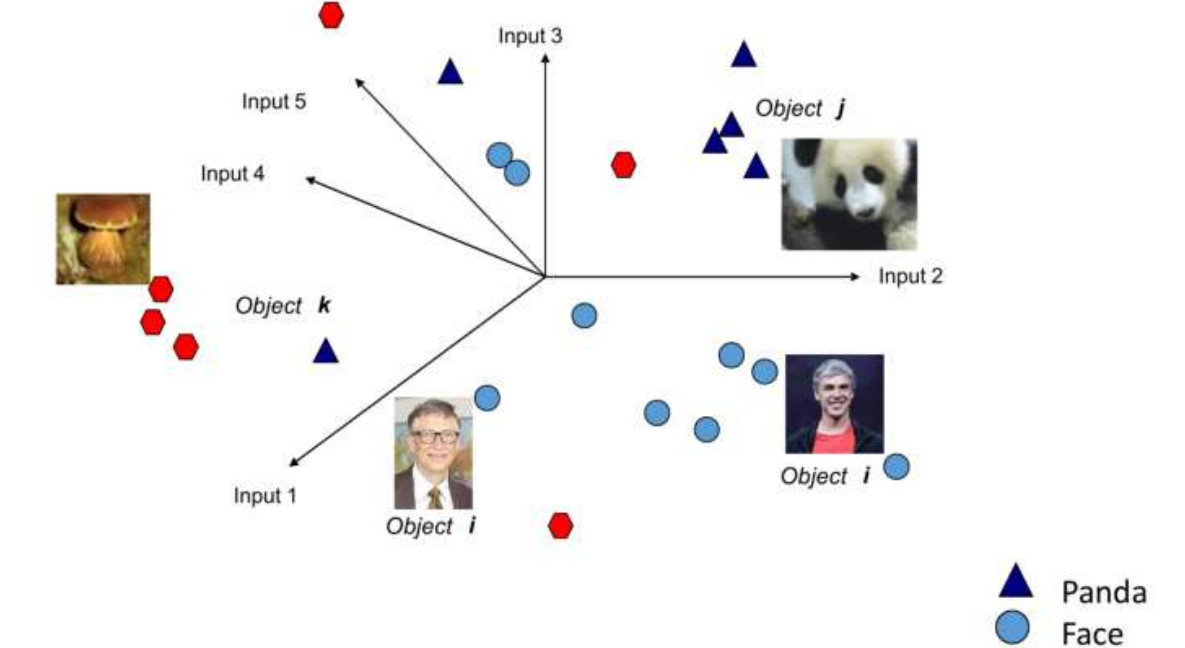 Input 3
Input 5
Object j
Input 4
Input 2
Object k
Object i
Input 1
Object i
Panda
Face